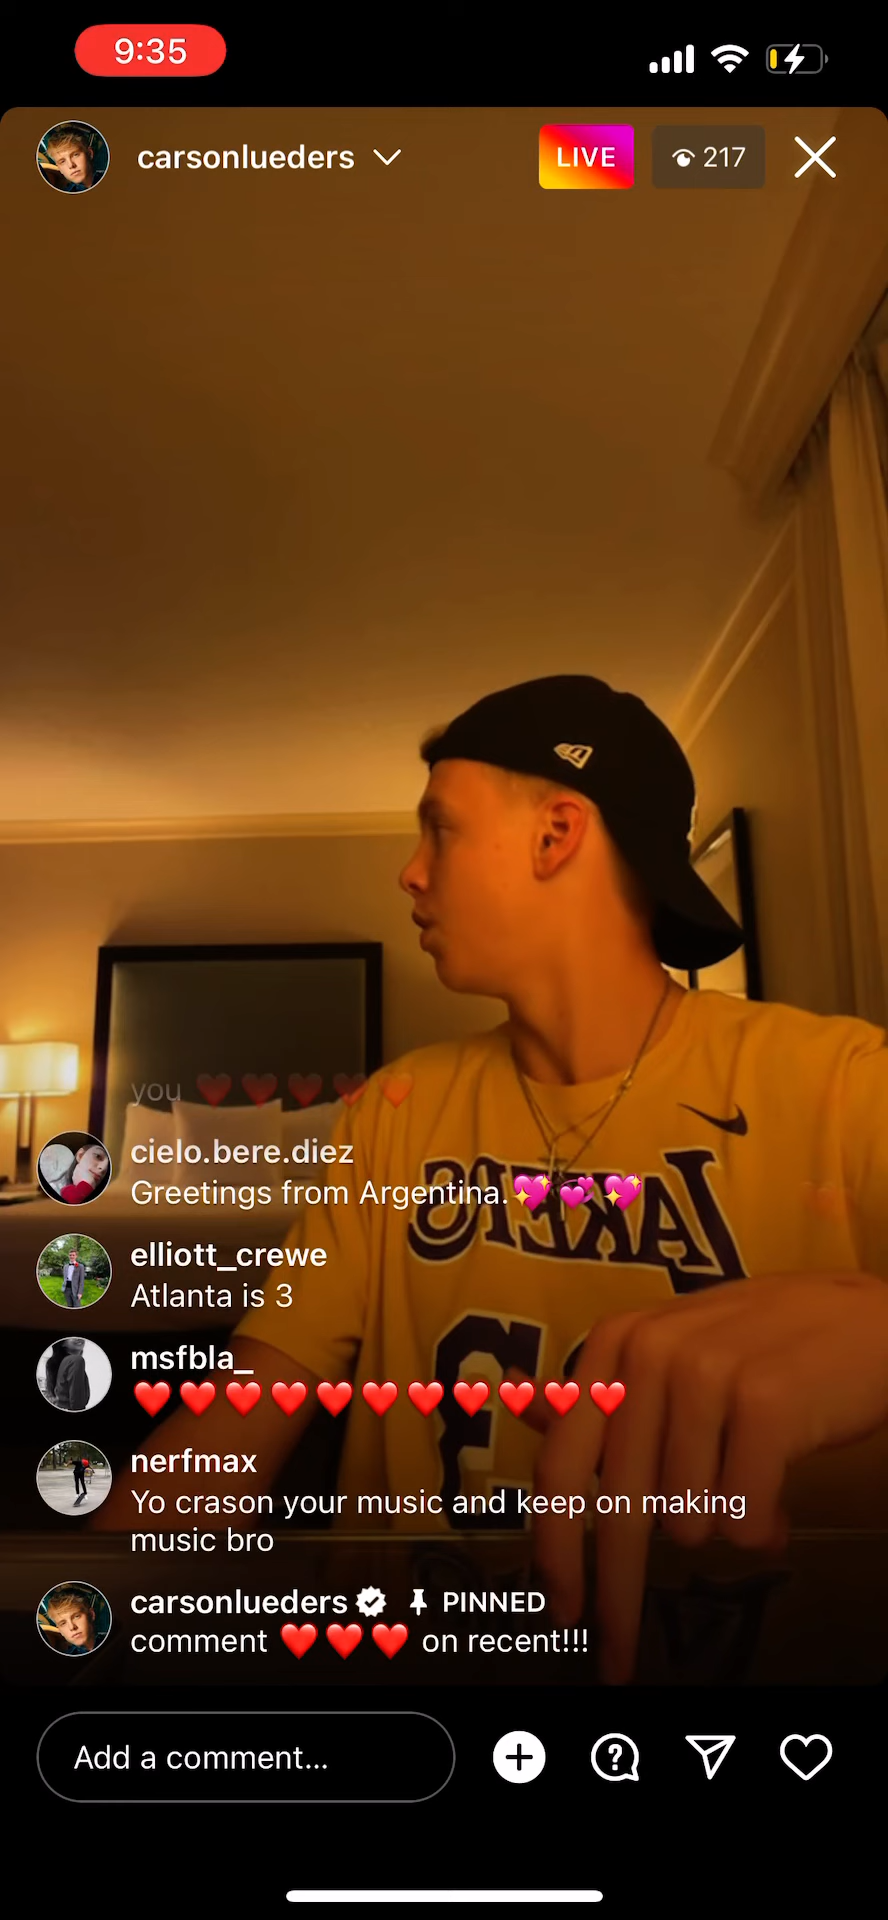 9:35
carsonlueders
LIVE
217
you ❤️❤️❤️❤️❤️
cielo.bere.diez
Greetings from Argentina.💖💞💖
LAKERS
elliott_crewe
Atlanta is 3
msfbla_
❤️❤️❤️❤️❤️❤️❤️❤️❤️❤️❤️
nerfmax
Yo crason your music and keep on making
music bro
carsonlueders PINNED
comment ❤️❤️❤️ on recent!!!
Add a comment...